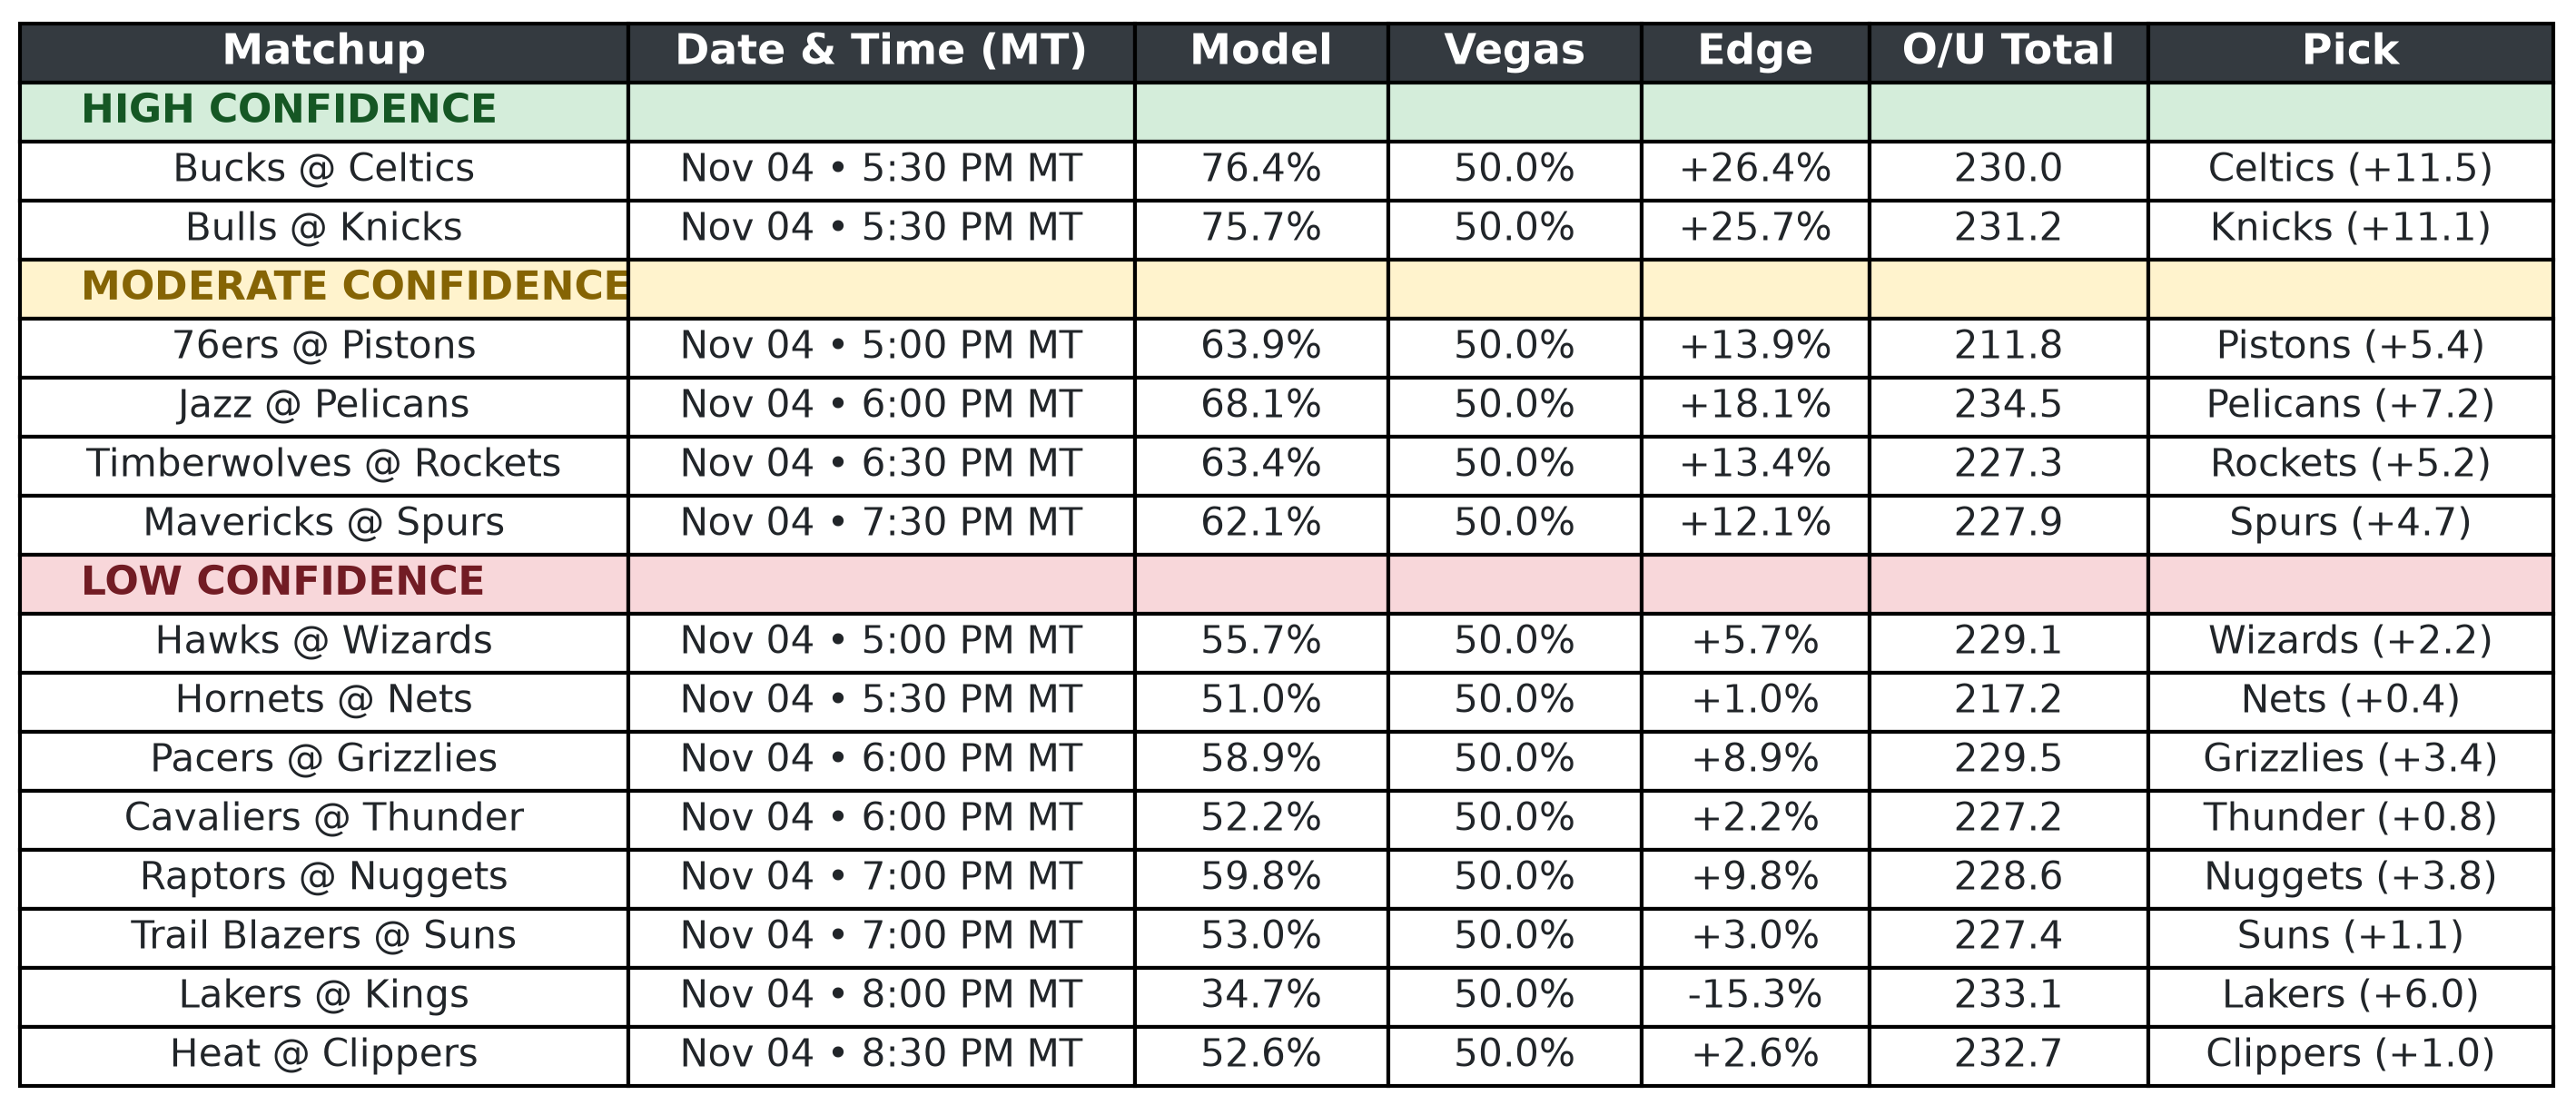 Matchup Date & Time (MT) Model Vegas Edge O/U Total Pick
HIGH CONFIDENCE
Bucks @ Celtics Nov 04 • 5:30 PM MT 76.4% 50.0% +26.4% 230.0 Celtics (+11.5)
Bulls @ Knicks Nov 04 • 5:30 PM MT 75.7% 50.0% +25.7% 231.2 Knicks (+11.1)
MODERATE CONFIDENCE
76ers @ Pistons Nov 04 • 5:00 PM MT 63.9% 50.0% +13.9% 211.8 Pistons (+5.4)
Jazz @ Pelicans Nov 04 • 6:00 PM MT 68.1% 50.0% +18.1% 234.5 Pelicans (+7.2)
Timberwolves @ Rockets Nov 04 • 6:30 PM MT 63.4% 50.0% +13.4% 227.3 Rockets (+5.2)
Mavericks @ Spurs Nov 04 • 7:30 PM MT 62.1% 50.0% +12.1% 227.9 Spurs (+4.7)
LOW CONFIDENCE
Hawks @ Wizards Nov 04 • 5:00 PM MT 55.7% 50.0% +5.7% 229.1 Wizards (+2.2)
Hornets @ Nets Nov 04 • 5:30 PM MT 51.0% 50.0% +1.0% 217.2 Nets (+0.4)
Pacers @ Grizzlies Nov 04 • 6:00 PM MT 58.9% 50.0% +8.9% 229.5 Grizzlies (+3.4)
Cavaliers @ Thunder Nov 04 • 6:00 PM MT 52.2% 50.0% +2.2% 227.2 Thunder (+0.8)
Raptors @ Nuggets Nov 04 • 7:00 PM MT 59.8% 50.0% +9.8% 228.6 Nuggets (+3.8)
Trail Blazers @ Suns Nov 04 • 7:00 PM MT 53.0% 50.0% +3.0% 227.4 Suns (+1.1)
Lakers @ Kings Nov 04 • 8:00 PM MT 34.7% 50.0% -15.3% 233.1 Lakers (+6.0)
Heat @ Clippers Nov 04 • 8:30 PM MT 52.6% 50.0% +2.6% 232.7 Clippers (+1.0)